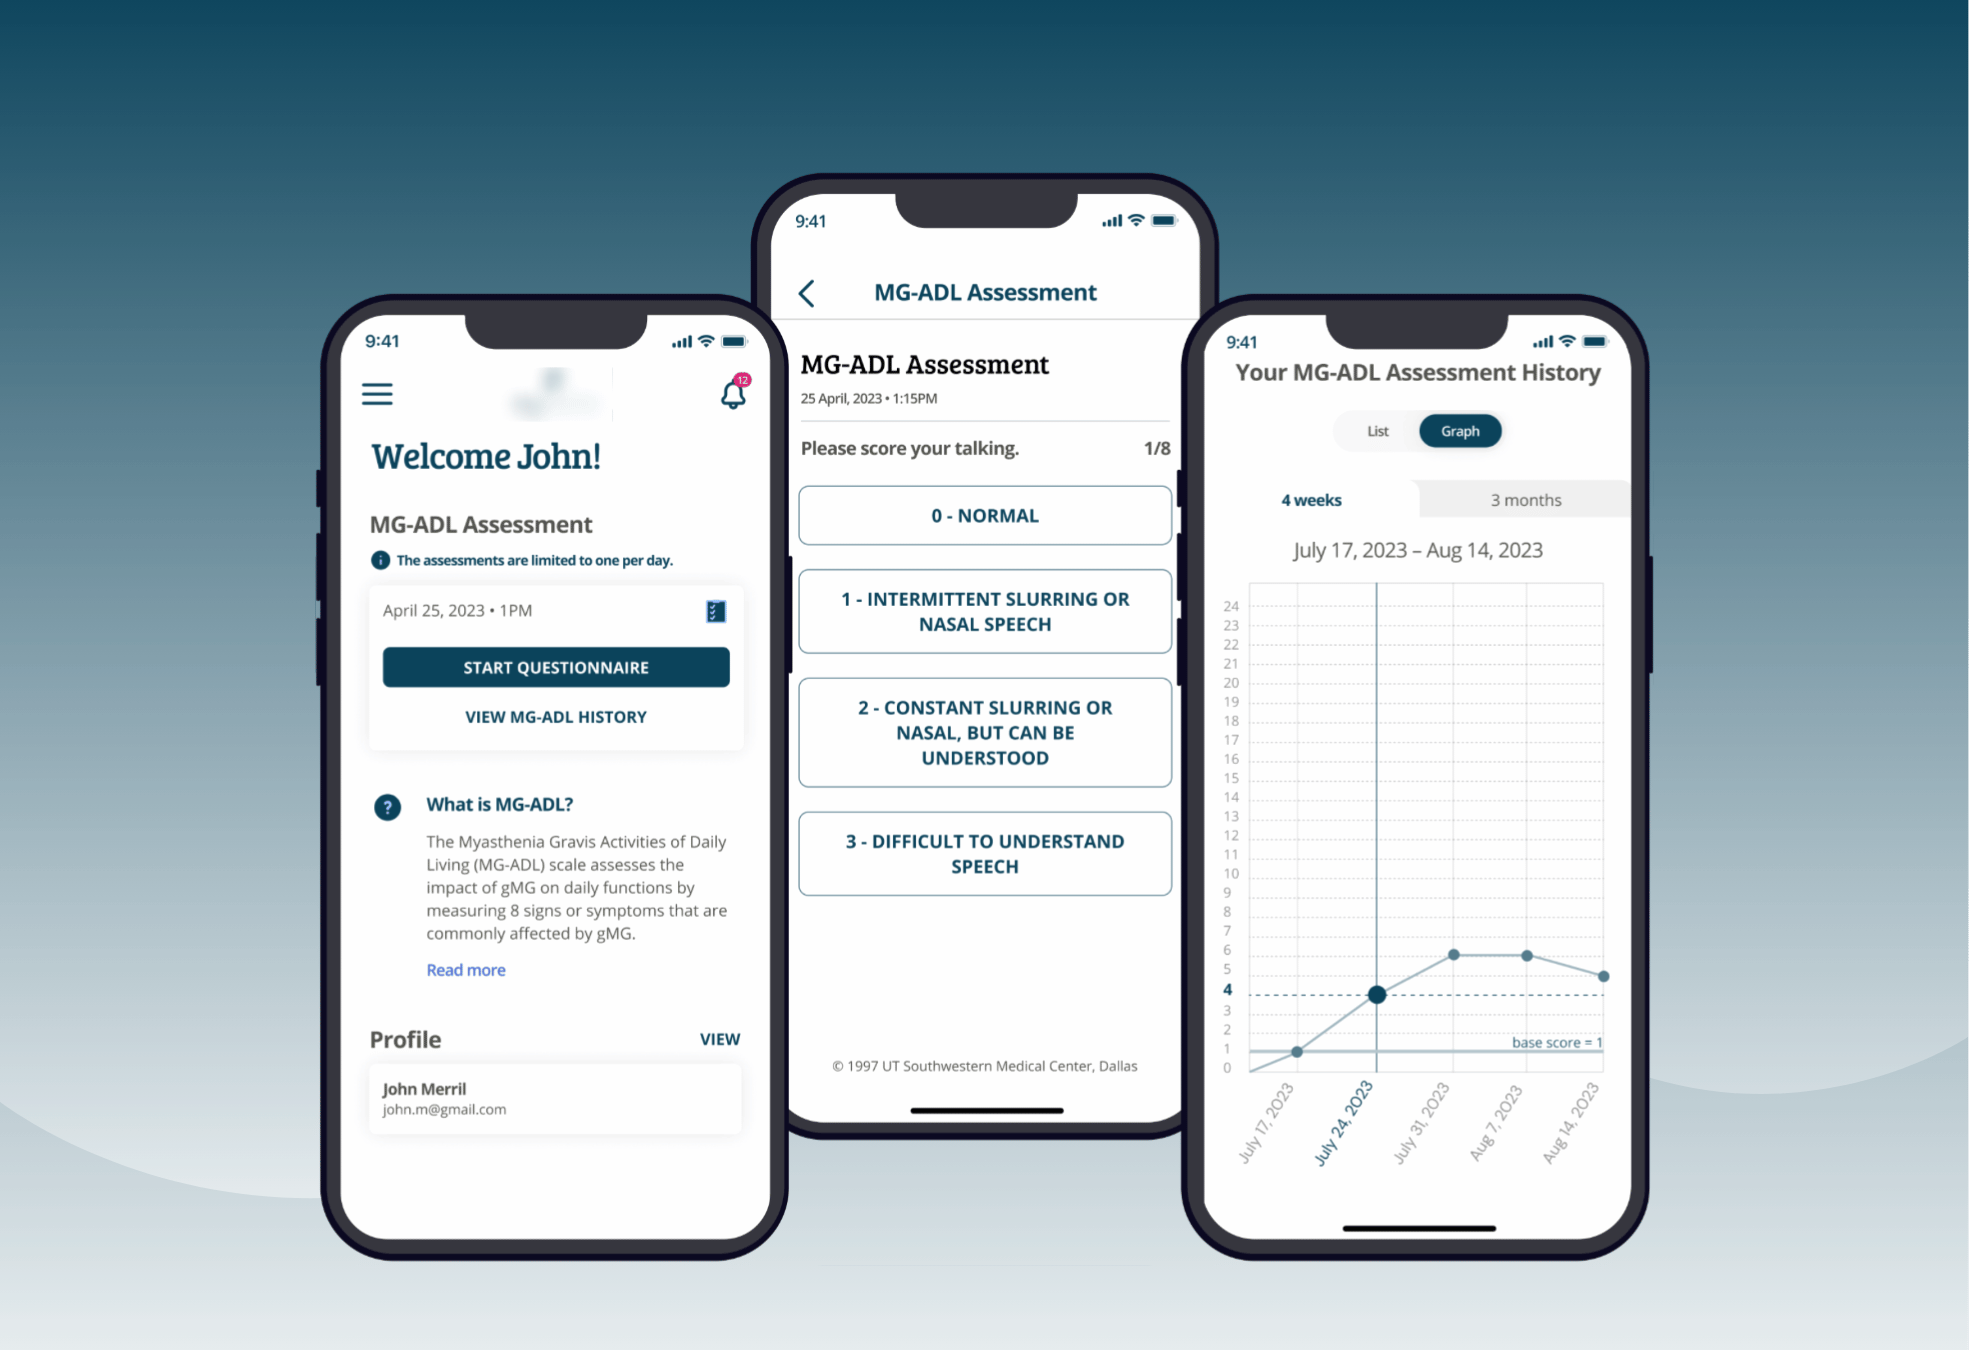 9:41
12
Welcome John!
MG-ADL Assessment
The assessments are limited to one per day.
April 25, 2023 • 1PM
START QUESTIONNAIRE
VIEW MG-ADL HISTORY
What is MG-ADL?
The Myasthenia Gravis Activities of Daily
Living (MG-ADL) scale assesses the
impact of gMG on daily functions by
measuring 8 signs or symptoms that are
commonly affected by gMG.
Read more
Profile VIEW
John Merril
john.m@gmail.com
9:41
MG-ADL Assessment
MG-ADL Assessment
25 April, 2023 • 1:15PM
Please score your talking. 1/8
0 - NORMAL
1 - INTERMITTENT SLURRING OR
NASAL SPEECH
2 - CONSTANT SLURRING OR
NASAL, BUT CAN BE
UNDERSTOOD
3 - DIFFICULT TO UNDERSTAND
SPEECH
© 1997 UT Southwestern Medical Center, Dallas
9:41
Your MG-ADL Assessment History
List Graph
4 weeks 3 months
July 17, 2023 – Aug 14, 2023
24
23
22
21
20
19
18
17
16
15
14
13
12
11
10
9
8
7
6
5
4
3
2
base score = 1
1
0
July 17, 2023
July 24, 2023
July 31, 2023
Aug 7, 2023
Aug 14, 2023